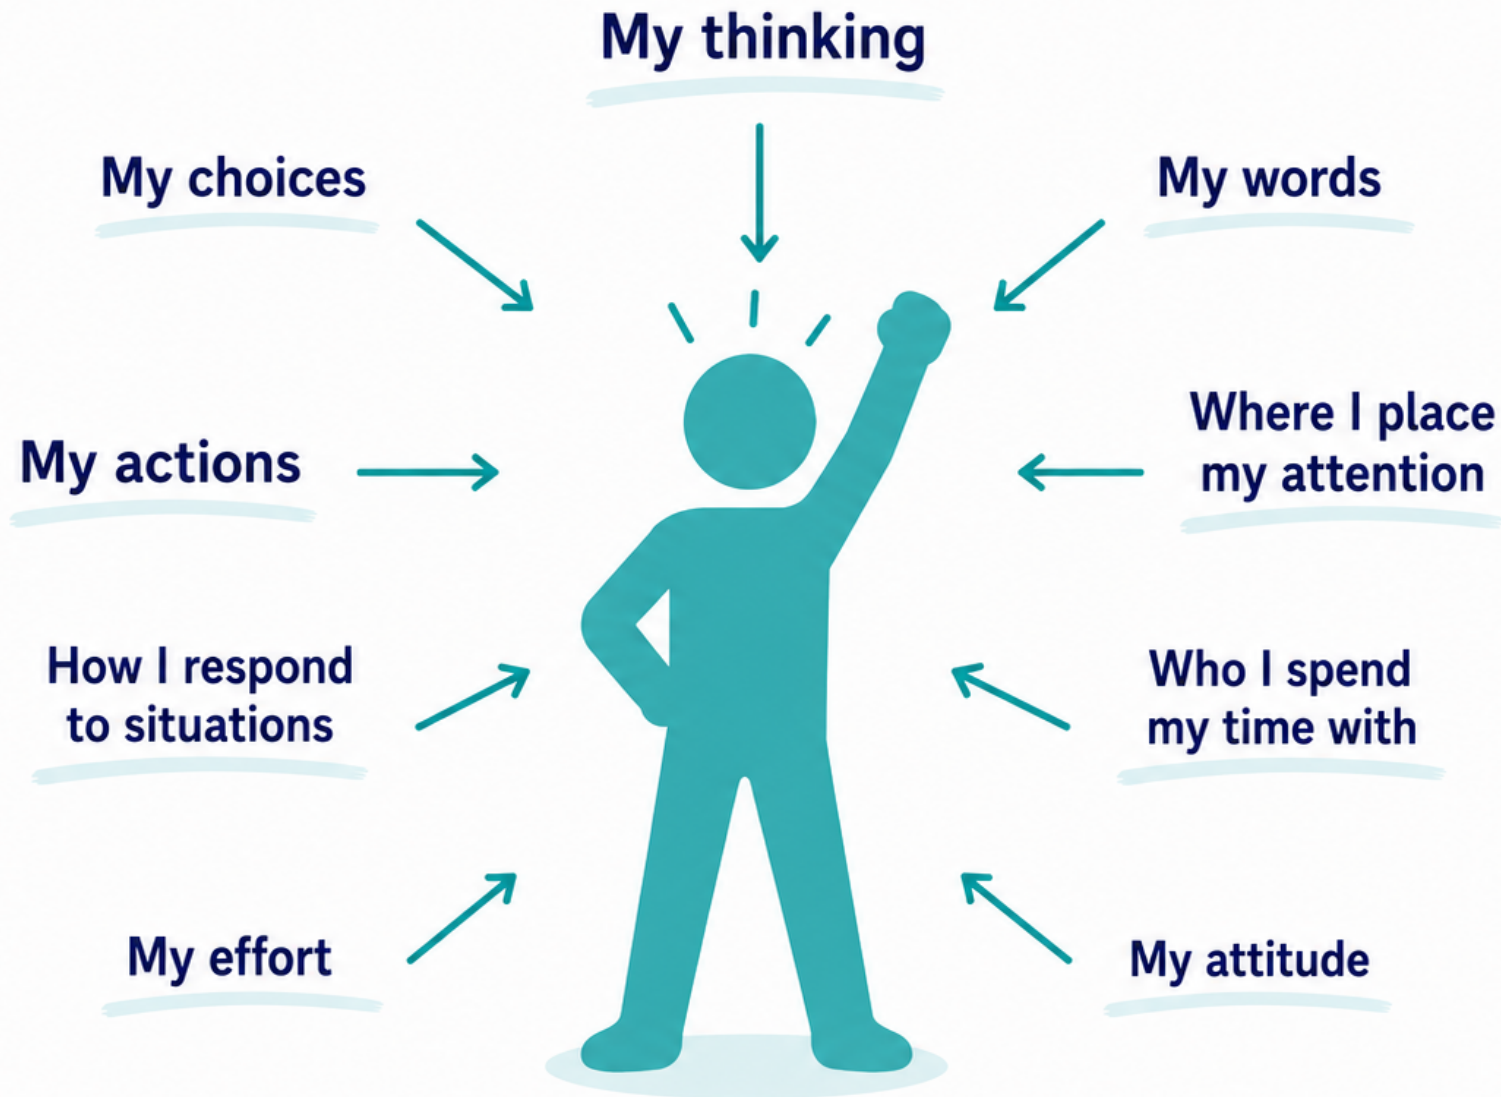 My thinking
My choices
My words
My actions
Where I place
my attention
How I respond
to situations
Who I spend
my time with
My effort
My attitude